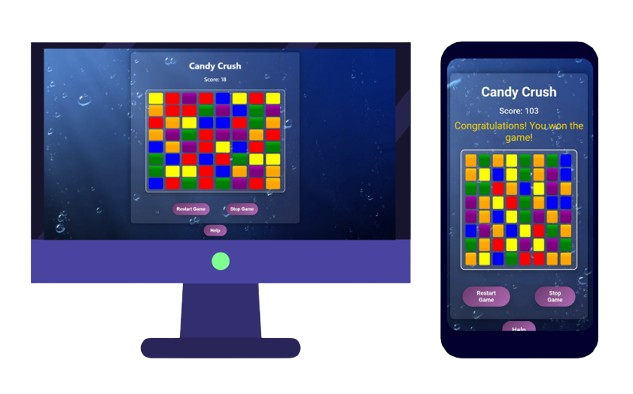 Candy Crush
Score: 18
Restart Game
Stop Game
Help
Candy Crush
Score: 103
Congratulations! You won the
game!
Restart
Game
Stop
Game
Help